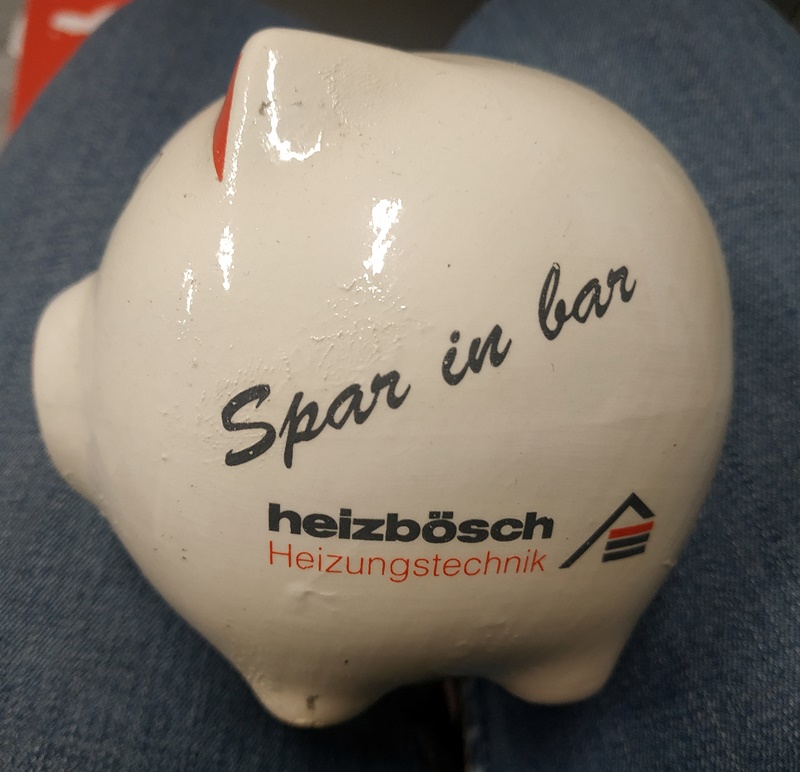 Spar in bar
heizbösch
Heizungstechnik